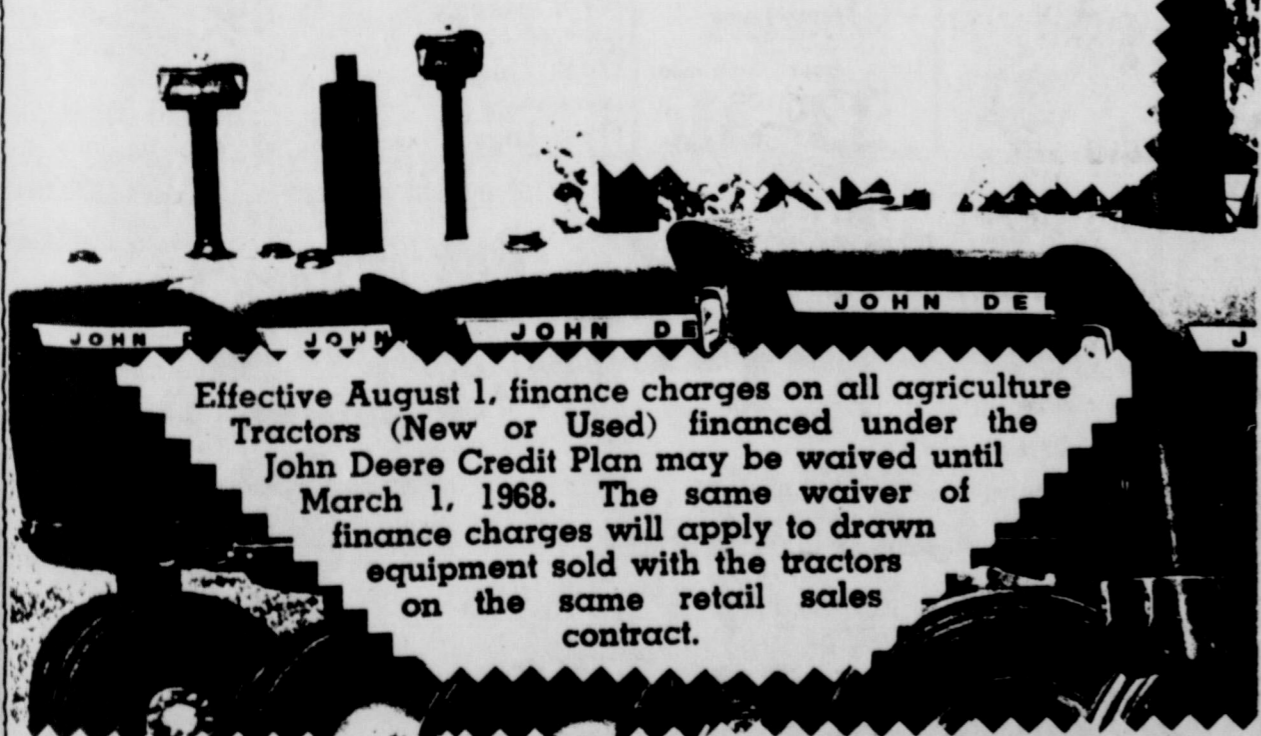 JOHN
JOHN
JOHN DE
JOHN DE
J
Effective August 1, finance charges on all agriculture
Tractors (New or Used) financed under the
John Deere Credit Plan may be waived until
March 1, 1968. The same waiver of
finance charges will apply to drawn
equipment sold with the tractors
on the same retail sales
contract.